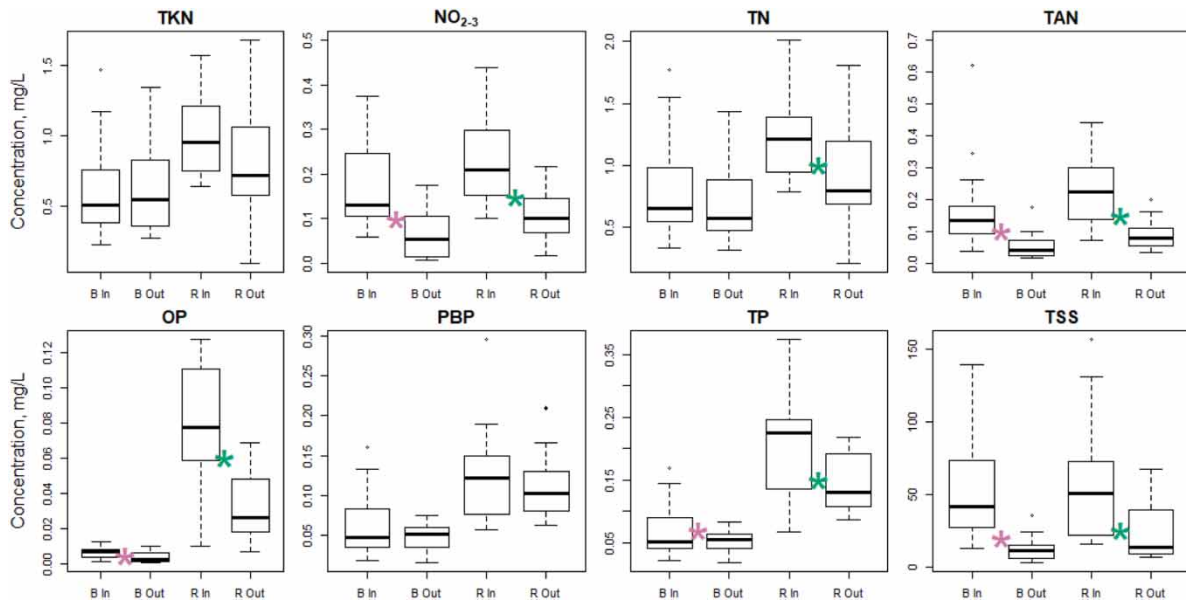 TKN
NO2-3
TN
TAN
Concentration, mg/L
0.5 1.0 1.5
0.0 0.1 0.2 0.3 0.4 0.5
0.5 1.0 1.5 2.0
0.0 0.1 0.2 0.3 0.4 0.5 0.6 0.7
B In B Out R In R Out
B In B Out R In R Out
B In B Out R In R Out
B In B Out R In R Out
OP
PBP
TP
TSS
Concentration, mg/L
0.00 0.02 0.04 0.06 0.08 0.10 0.12
0.05 0.10 0.15 0.20 0.25 0.30
0.05 0.15 0.25 0.35
0 50 100 150
B In B Out R In R Out
B In B Out R In R Out
B In B Out R In R Out
B In B Out R In R Out